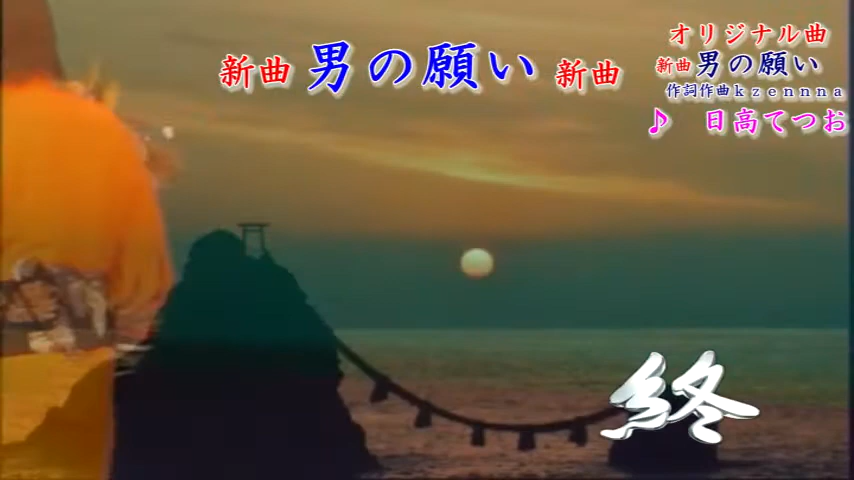 新曲 男の願い 新曲
オリジナル曲
新曲男の願い
作詞作曲ｋｚｅｎｎｎａ
♪　日高てつお
終